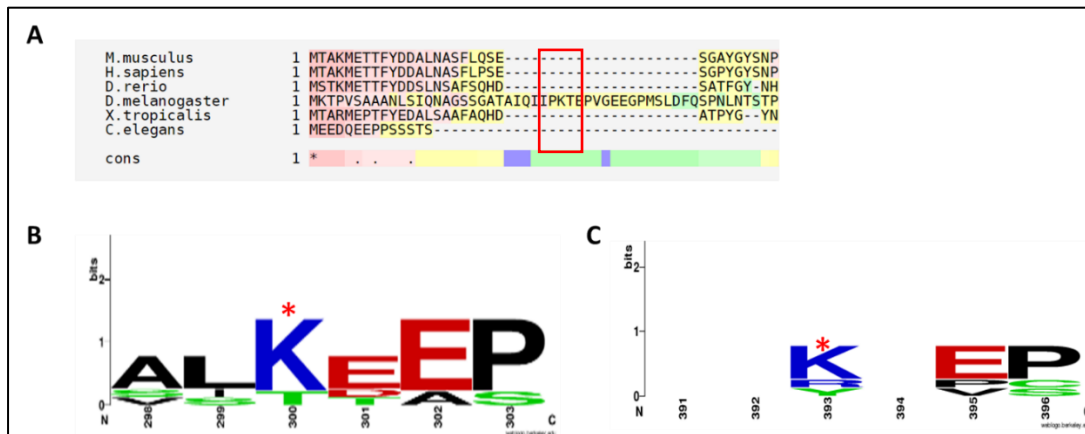 A
M.musculus 1 MTAKMETTFYDDALNASFLQSE----------------------SGAYGYSNP
H.sapiens 1 MTAKMETTFYDDALNASFLPSE----------------------SGPYGYSNP
D.rerio 1 MSTKMETTFYDDSLNSAFSQHD----------------------SATFGY-NH
D.melanogaster 1 MKTPVSAAANLSIQNAGSSGATAIQIIPKTEPVGEEGPMSLDFQSPNLNTSTP
X.tropicalis 1 MTARMEPTFYEDALSAAFAQHD----------------------ATPYG--YN
C.elegans 1 MEEDQEEPPSSSTS---------------------------------------
cons 1 * . . .
B
bits
2
1
0
*
A L K E E P
N 298 299 300 301 302 303 C
C
bits
2
1
0
*
K E P
N 391 392 393 394 395 396 C